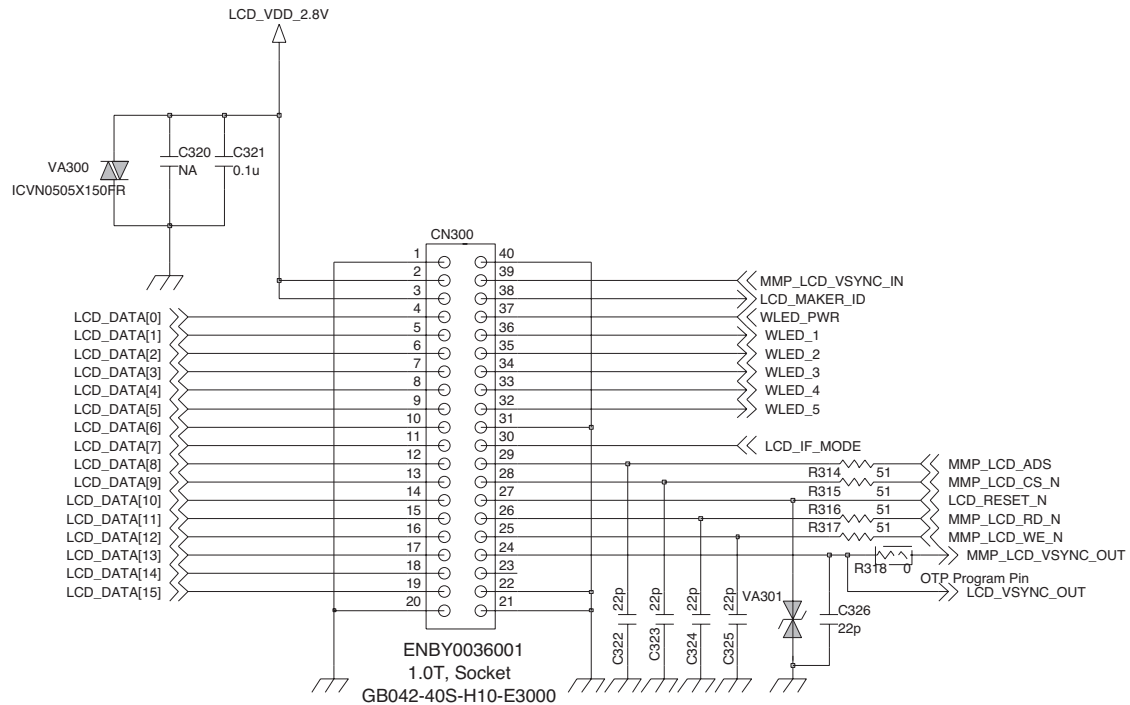 LCD_VDD_2.8V
C320
C321
NA
0.1u
VA300
ICVN0505X150FR
CN300
1 40
2 39 MMP_LCD_VSYNC_IN
3 38 LCD_MAKER_ID
LCD_DATA[0] 4 37 WLED_PWR
LCD_DATA[1] 5 36 WLED_1
LCD_DATA[2] 6 35 WLED_2
LCD_DATA[3] 7 34 WLED_3
LCD_DATA[4] 8 33 WLED_4
LCD_DATA[5] 9 32 WLED_5
LCD_DATA[6] 10 31
LCD_DATA[7] 11 30 LCD_IF_MODE
LCD_DATA[8] 12 29 MMP_LCD_ADS
R314 51
LCD_DATA[9] 13 28 MMP_LCD_CS_N
R315 51
LCD_DATA[10] 14 27 LCD_RESET_N
R316 51
LCD_DATA[11] 15 26 MMP_LCD_RD_N
R317 51
LCD_DATA[12] 16 25 MMP_LCD_WE_N
LCD_DATA[13] 17 24 MMP_LCD_VSYNC_OUT
R318 0
LCD_DATA[14] 18 23
OTP Program Pin
LCD_DATA[15] 19 22 LCD_VSYNC_OUT
20 21
22p 22p 22p 22p
VA301
C326
22p
C322 C323 C324 C325
ENBY0036001
1.0T, Socket
GB042-40S-H10-E3000